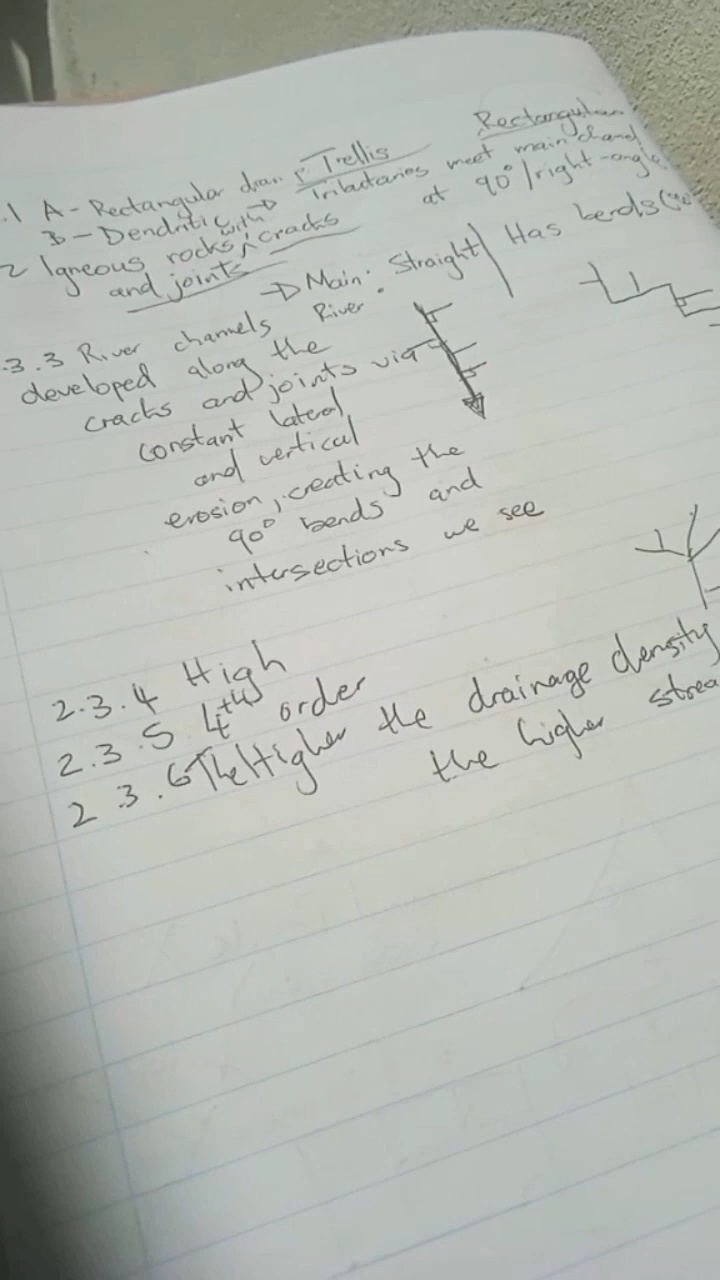 Rectangular
.1 A - Rectangular drain p. Trellis
B - Dendritic → Tributaries meet main channel
at 90°/right-angle
2 Igneous rocks with cracks
and joints
→ Main River: Straight | Has bends (90°
.3.3 River channels
developed along the
cracks and joints via
constant lateral
and vertical
erosion, creating the
90° bends and
intersections we see
2.3.4 High
2.3.5 4th order
2.3.6 The Higher the drainage density
the higher strea